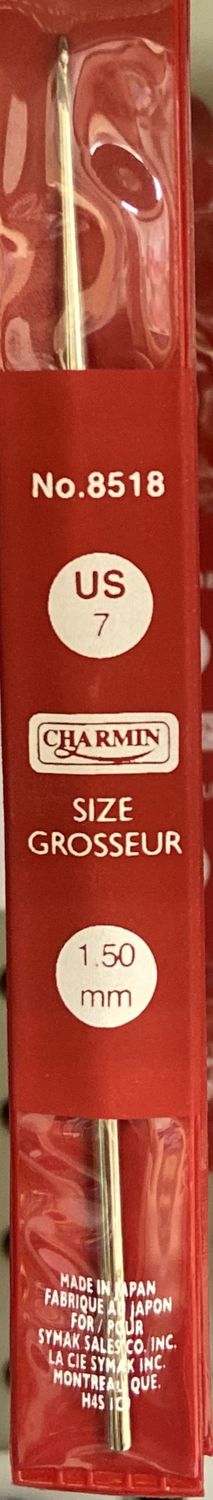 No.8518
US
7
CHARMIN
SIZE
GROSSEUR
1.50
mm
MADE IN JAPAN
FABRIQUE AU JAPON
FOR / POUR
SYMAK SALES CO. INC.
LA CIE SYMAK INC.
MONTREAL QUE.
H4S